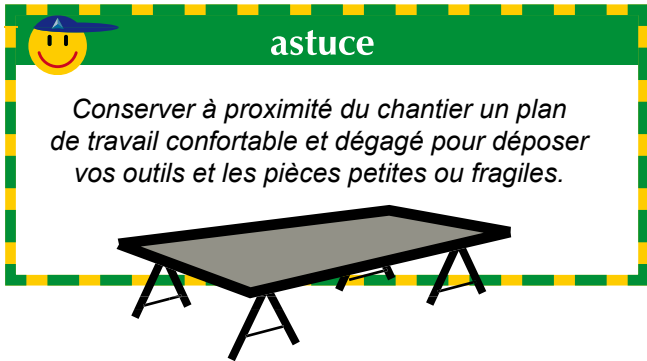 astuce
Conserver à proximité du chantier un plan
de travail confortable et dégagé pour déposer
vos outils et les pièces petites ou fragiles.